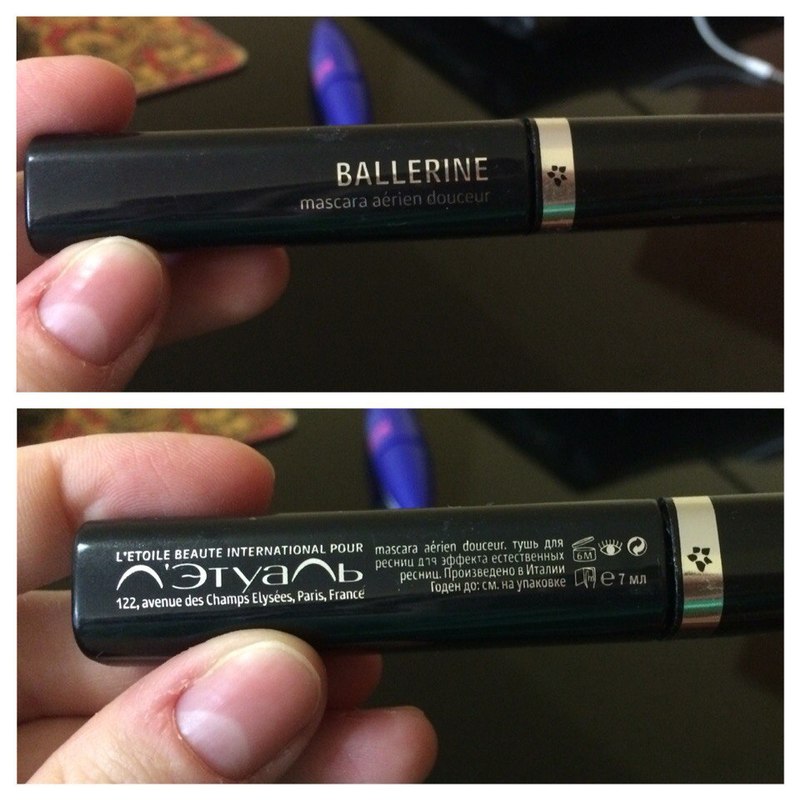 BALLERINE
mascara aérien douceur
L'ETOILE BEAUTE INTERNATIONAL POUR
Л'Этуаль
122, avenue des Champs Elysées, Paris, France
mascara aérien douceur. тушь для
ресниц для эффекта естественных
ресниц. Произведено в Италии
Годен до: см. на упаковке
6M
℮ 7 мл